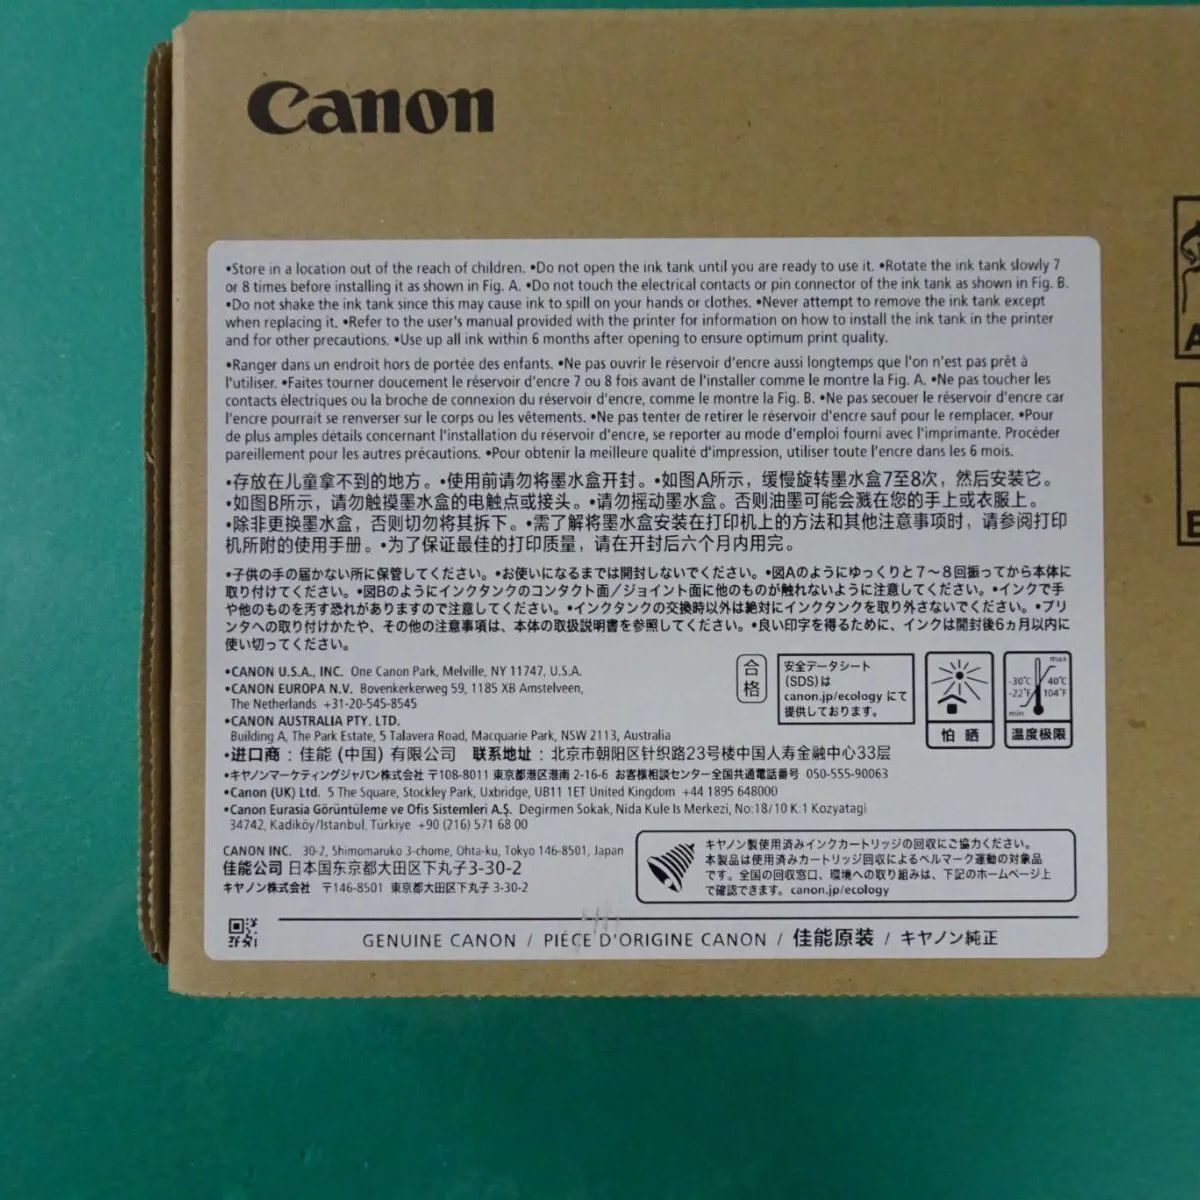 Canon
•Store in a location out of the reach of children. •Do not open the ink tank until you are ready to use it. •Rotate the ink tank slowly 7
or 8 times before installing it as shown in Fig. A. •Do not touch the electrical contacts or pin connector of the ink tank as shown in Fig. B.
•Do not shake the ink tank since this may cause ink to spill on your hands or clothes. •Never attempt to remove the ink tank except
when replacing it. •Refer to the user's manual provided with the printer for information on how to install the ink tank in the printer
and for other precautions. •Use up all ink within 6 months after opening to ensure optimum print quality.
•Ranger dans un endroit hors de portée des enfants. •Ne pas ouvrir le réservoir d'encre aussi longtemps que l'on n'est pas prêt à
l'utiliser. •Faites tourner doucement le réservoir d'encre 7 ou 8 fois avant de l'installer comme le montre la Fig. A. •Ne pas toucher les
contacts électriques ou la broche de connexion du réservoir d'encre, comme le montre la Fig. B. •Ne pas secouer le réservoir d'encre car
l'encre pourrait se renverser sur le corps ou les vêtements. •Ne pas tenter de retirer le réservoir d'encre sauf pour le remplacer. •Pour
de plus amples détails concernant l'installation du réservoir d'encre, se reporter au mode d'emploi fourni avec l'imprimante. Procéder
pareillement pour les autres précautions. •Pour obtenir la meilleure qualité d'impression, utiliser toute l'encre dans les 6 mois.
•存放在儿童拿不到的地方。•使用前请勿将墨水盒开封。•如图A所示，缓慢旋转墨水盒7至8次，然后安装它。
•如图B所示，请勿触摸墨水盒的电触点或接头。•请勿摇动墨水盒。否则油墨可能会溅在您的手上或衣服上。
•除非更换墨水盒，否则切勿将其拆下。•需了解将墨水盒安装在打印机上的方法和其他注意事项时，请参阅打印
机所附的使用手册。•为了保证最佳的打印质量，请在开封后六个月内用完。
•子供の手の届かない所に保管してください。•お使いになるまでは開封しないでください。•図Aのようにゆっくりと7～8回振ってから本体に
取り付けてください。•図Bのようにインクタンクのコンタクト面／ジョイント面に他のものが触れないように注意してください。•インクで手
や他のものを汚す恐れがありますので注意してください。•インクタンクの交換時以外は絶対にインクタンクを取り外さないでください。•プリ
ンタへの取り付けかたや、その他の注意事項は、本体の取扱説明書を参照してください。•良い印字を得るために、インクは開封後6ヵ月以内に
使い切ってください。
•CANON U.S.A., INC. One Canon Park, Melville, NY 11747, U.S.A.
•CANON EUROPA N.V. Bovenkerkerweg 59, 1185 XB Amstelveen,
The Netherlands +31-20-545-8545
•CANON AUSTRALIA PTY. LTD.
Building A, The Park Estate, 5 Talavera Road, Macquarie Park, NSW 2113, Australia
合
格
安全データシート
(SDS)は
canon.jp/ecology にて
提供しております。
怕 晒
max
-30℃ 40℃
-22℉ 104℉
min
温度极限
•进口商：佳能 (中国) 有限公司 联系地址：北京市朝阳区针织路23号楼中国人寿金融中心33层
•キヤノンマーケティングジャパン株式会社 〒108-8011 東京都港区港南 2-16-6 お客様相談センター全国共通電話番号 050-555-90063
•Canon (UK) Ltd. 5 The Square, Stockley Park, Uxbridge, UB11 1ET United Kingdom +44 1895 648000
•Canon Eurasia Görüntüleme ve Ofis Sistemleri A.Ş. Degirmen Sokak, Nida Kule Is Merkezi, No:18/10 K.1 Kozyatagi
34742, Kadiköy/Istanbul, Türkiye +90 (216) 571 68 00
CANON INC. 30-2, Shimomaruko 3-chome, Ohta-ku, Tokyo 146-8501, Japan
佳能公司 日本国东京都大田区下丸子3-30-2
キヤノン株式会社 〒146-8501 東京都大田区下丸子 3-30-2
キヤノン製使用済みインクカートリッジの回収にご協力ください。
本製品は使用済みカートリッジ回収によるベルマーク運動の対象品
です。全国の回収窓口、環境への取り組みは、下記のホームページ上
で確認できます。canon.jp/ecology
GENUINE CANON / PIÈCE D'ORIGINE CANON / 佳能原装 / キヤノン純正
A